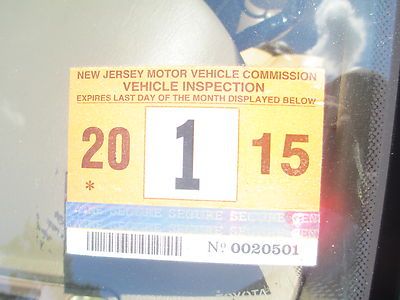 NEW JERSEY MOTOR VEHICLE COMMISSION
VEHICLE INSPECTION
EXPIRES LAST DAY OF THE MONTH DISPLAYED BELOW
20 1 15
*
SECURE SECURE SECURE
Nº 0020501
TOYOTA